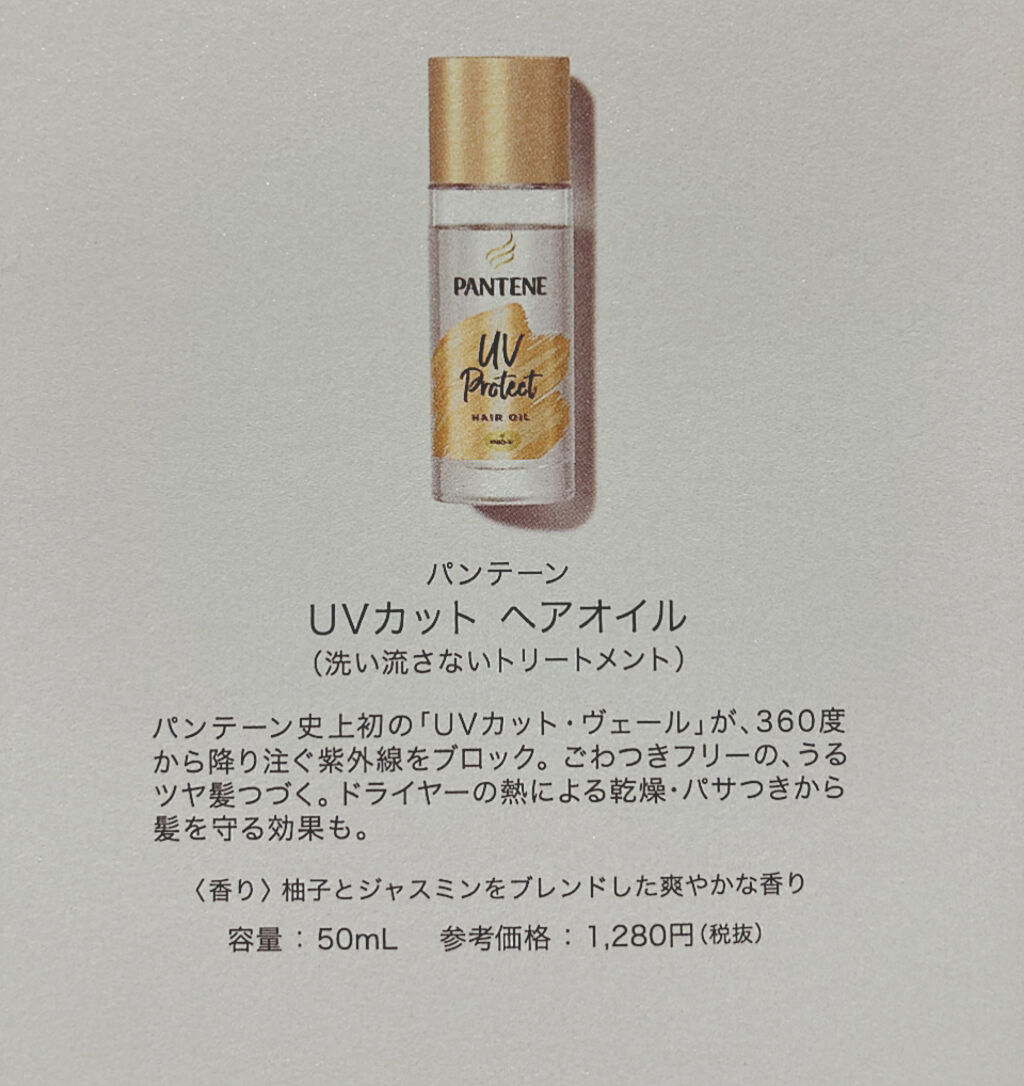 PANTENE
UV
Protect
HAIR OIL
パンテーン
UVカット ヘアオイル
（洗い流さないトリートメント）
パンテーン史上初の「UVカット・ヴェール」が、360度
から降り注ぐ紫外線をブロック。ごわつきフリーの、うる
ツヤ髪つづく。ドライヤーの熱による乾燥・パサつきから
髪を守る効果も。
〈香り〉柚子とジャスミンをブレンドした爽やかな香り
容量：50mL 参考価格：1,280円（税抜）